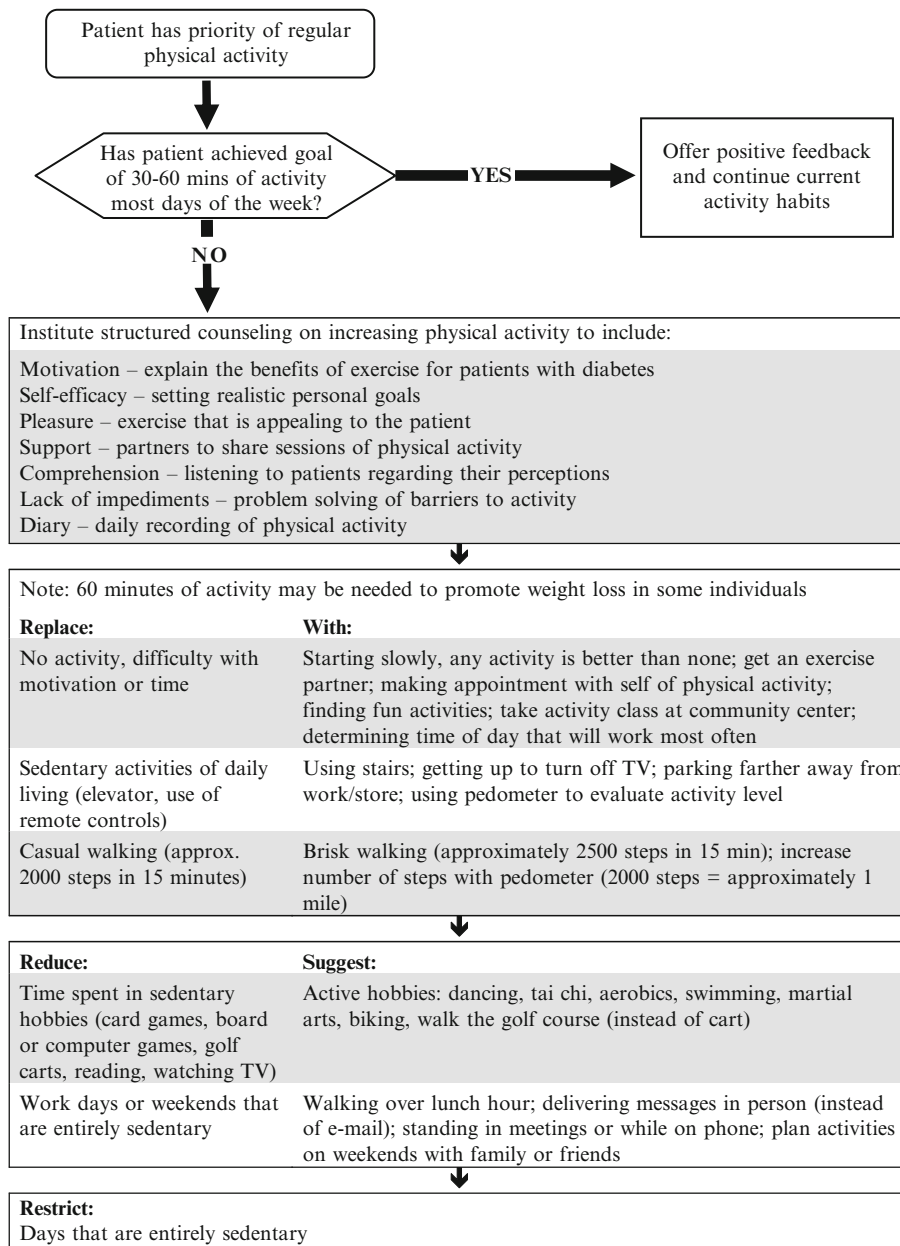 Patient has priority of regular
physical activity
Has patient achieved goal
of 30-60 mins of activity
most days of the week?
YES
Offer positive feedback
and continue current
activity habits
NO
Institute structured counseling on increasing physical activity to include:
Motivation – explain the benefits of exercise for patients with diabetes
Self-efficacy – setting realistic personal goals
Pleasure – exercise that is appealing to the patient
Support – partners to share sessions of physical activity
Comprehension – listening to patients regarding their perceptions
Lack of impediments – problem solving of barriers to activity
Diary – daily recording of physical activity
Note: 60 minutes of activity may be needed to promote weight loss in some individuals
Replace: With:
No activity, difficulty with
motivation or time
Starting slowly, any activity is better than none; get an exercise
partner; making appointment with self of physical activity;
finding fun activities; take activity class at community center;
determining time of day that will work most often
Sedentary activities of daily
living (elevator, use of
remote controls)
Using stairs; getting up to turn off TV; parking farther away from
work/store; using pedometer to evaluate activity level
Casual walking (approx.
2000 steps in 15 minutes)
Brisk walking (approximately 2500 steps in 15 min); increase
number of steps with pedometer (2000 steps = approximately 1
mile)
Reduce: Suggest:
Time spent in sedentary
hobbies (card games, board
or computer games, golf
carts, reading, watching TV)
Active hobbies: dancing, tai chi, aerobics, swimming, martial
arts, biking, walk the golf course (instead of cart)
Work days or weekends that
are entirely sedentary
Walking over lunch hour; delivering messages in person (instead
of e-mail); standing in meetings or while on phone; plan activities
on weekends with family or friends
Restrict:
Days that are entirely sedentary